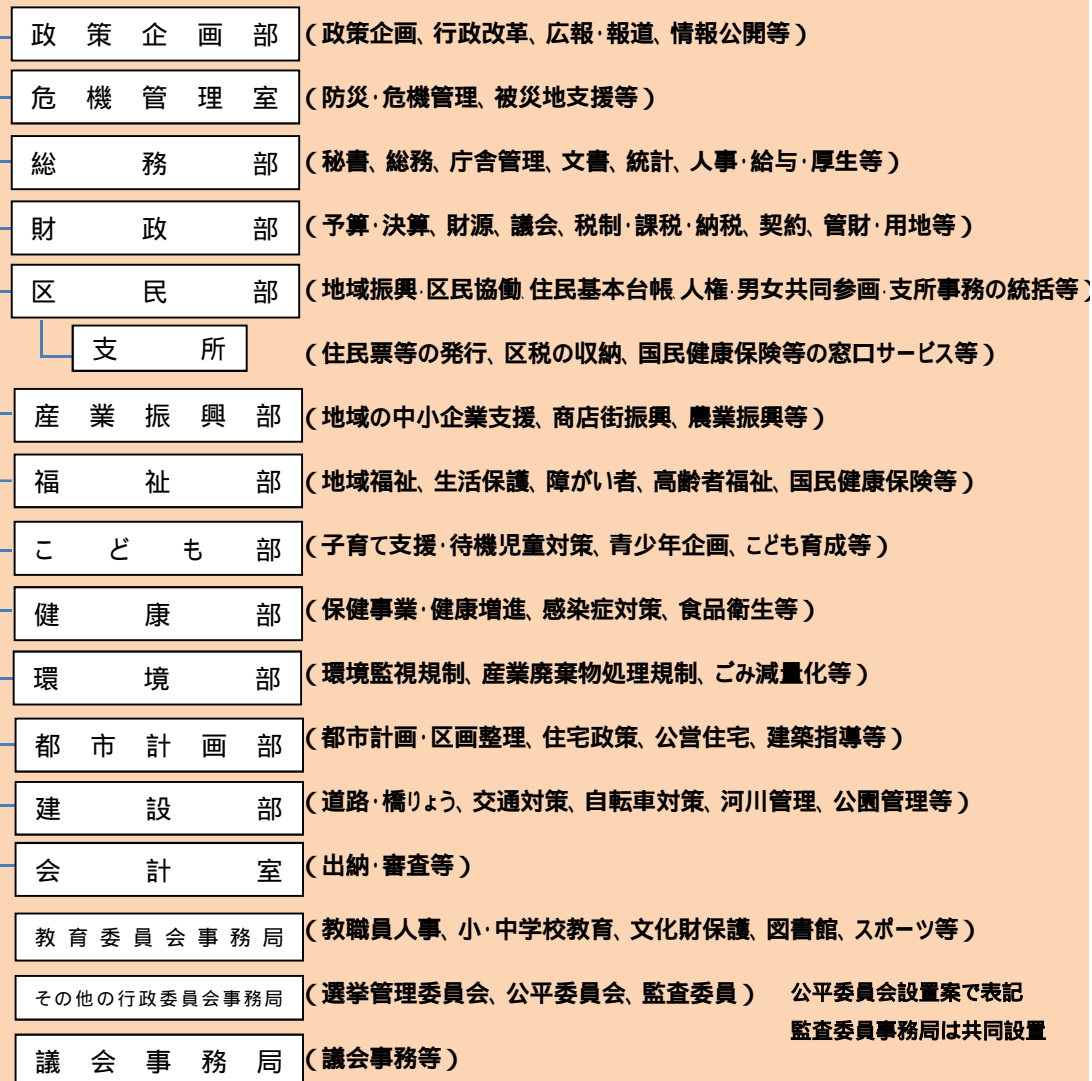 政策企画部 (政策企画、行政改革、広報・報道、情報公開等)
危機管理室 (防災・危機管理、被災地支援等)
総務部 (秘書、総務、庁舎管理、文書、統計、人事・給与・厚生等)
財政部 (予算・決算、財源、議会、税制・課税・納税、契約、管財・用地等)
区民部 (地域振興・区民協働、住民基本台帳、人権・男女共同参画・支所事務の統括等)
支所 (住民票等の発行、区税の収納、国民健康保険等の窓口サービス等)
産業振興部 (地域の中小企業支援、商店街振興、農業振興等)
福祉部 (地域福祉、生活保護、障がい者、高齢者福祉、国民健康保険等)
こども部 (子育て支援・待機児童対策、青少年企画、こども育成等)
健康部 (保健事業・健康増進、感染症対策、食品衛生等)
環境部 (環境監視規制、産業廃棄物処理規制、ごみ減量化等)
都市計画部 (都市計画・区画整理、住宅政策、公営住宅、建築指導等)
建設部 (道路・橋りょう、交通対策、自転車対策、河川管理、公園管理等)
会計室 (出納・審査等)
教育委員会事務局 (教職員人事、小・中学校教育、文化財保護、図書館、スポーツ等)
その他の行政委員会事務局 (選挙管理委員会、公平委員会、監査委員) 公平委員会設置案で表記
監査委員事務局は共同設置
議会事務局 (議会事務等)